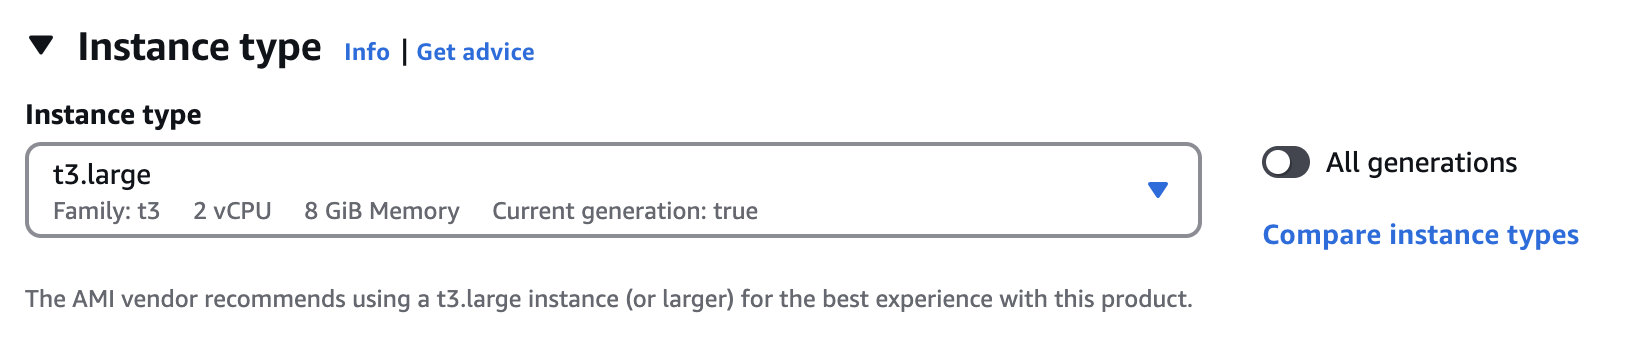 Instance type Info | Get advice
Instance type
t3.large
Family: t3 2 vCPU 8 GiB Memory Current generation: true
All generations
Compare instance types
The AMI vendor recommends using a t3.large instance (or larger) for the best experience with this product.